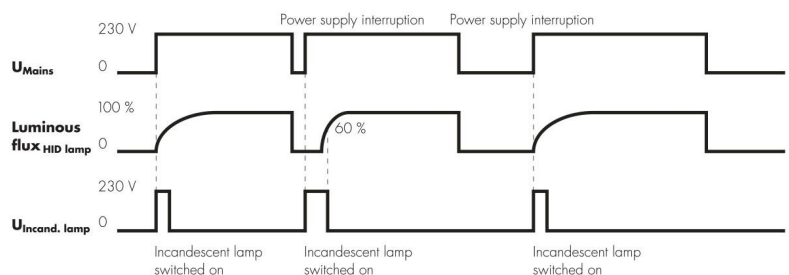 Power supply interruption
Power supply interruption
230 V
UMains
0
100 %
Luminous
flux HID lamp
0
60 %
230 V
UIncand. lamp
0
Incandescent lamp
switched on
Incandescent lamp
switched on
Incandescent lamp
switched on